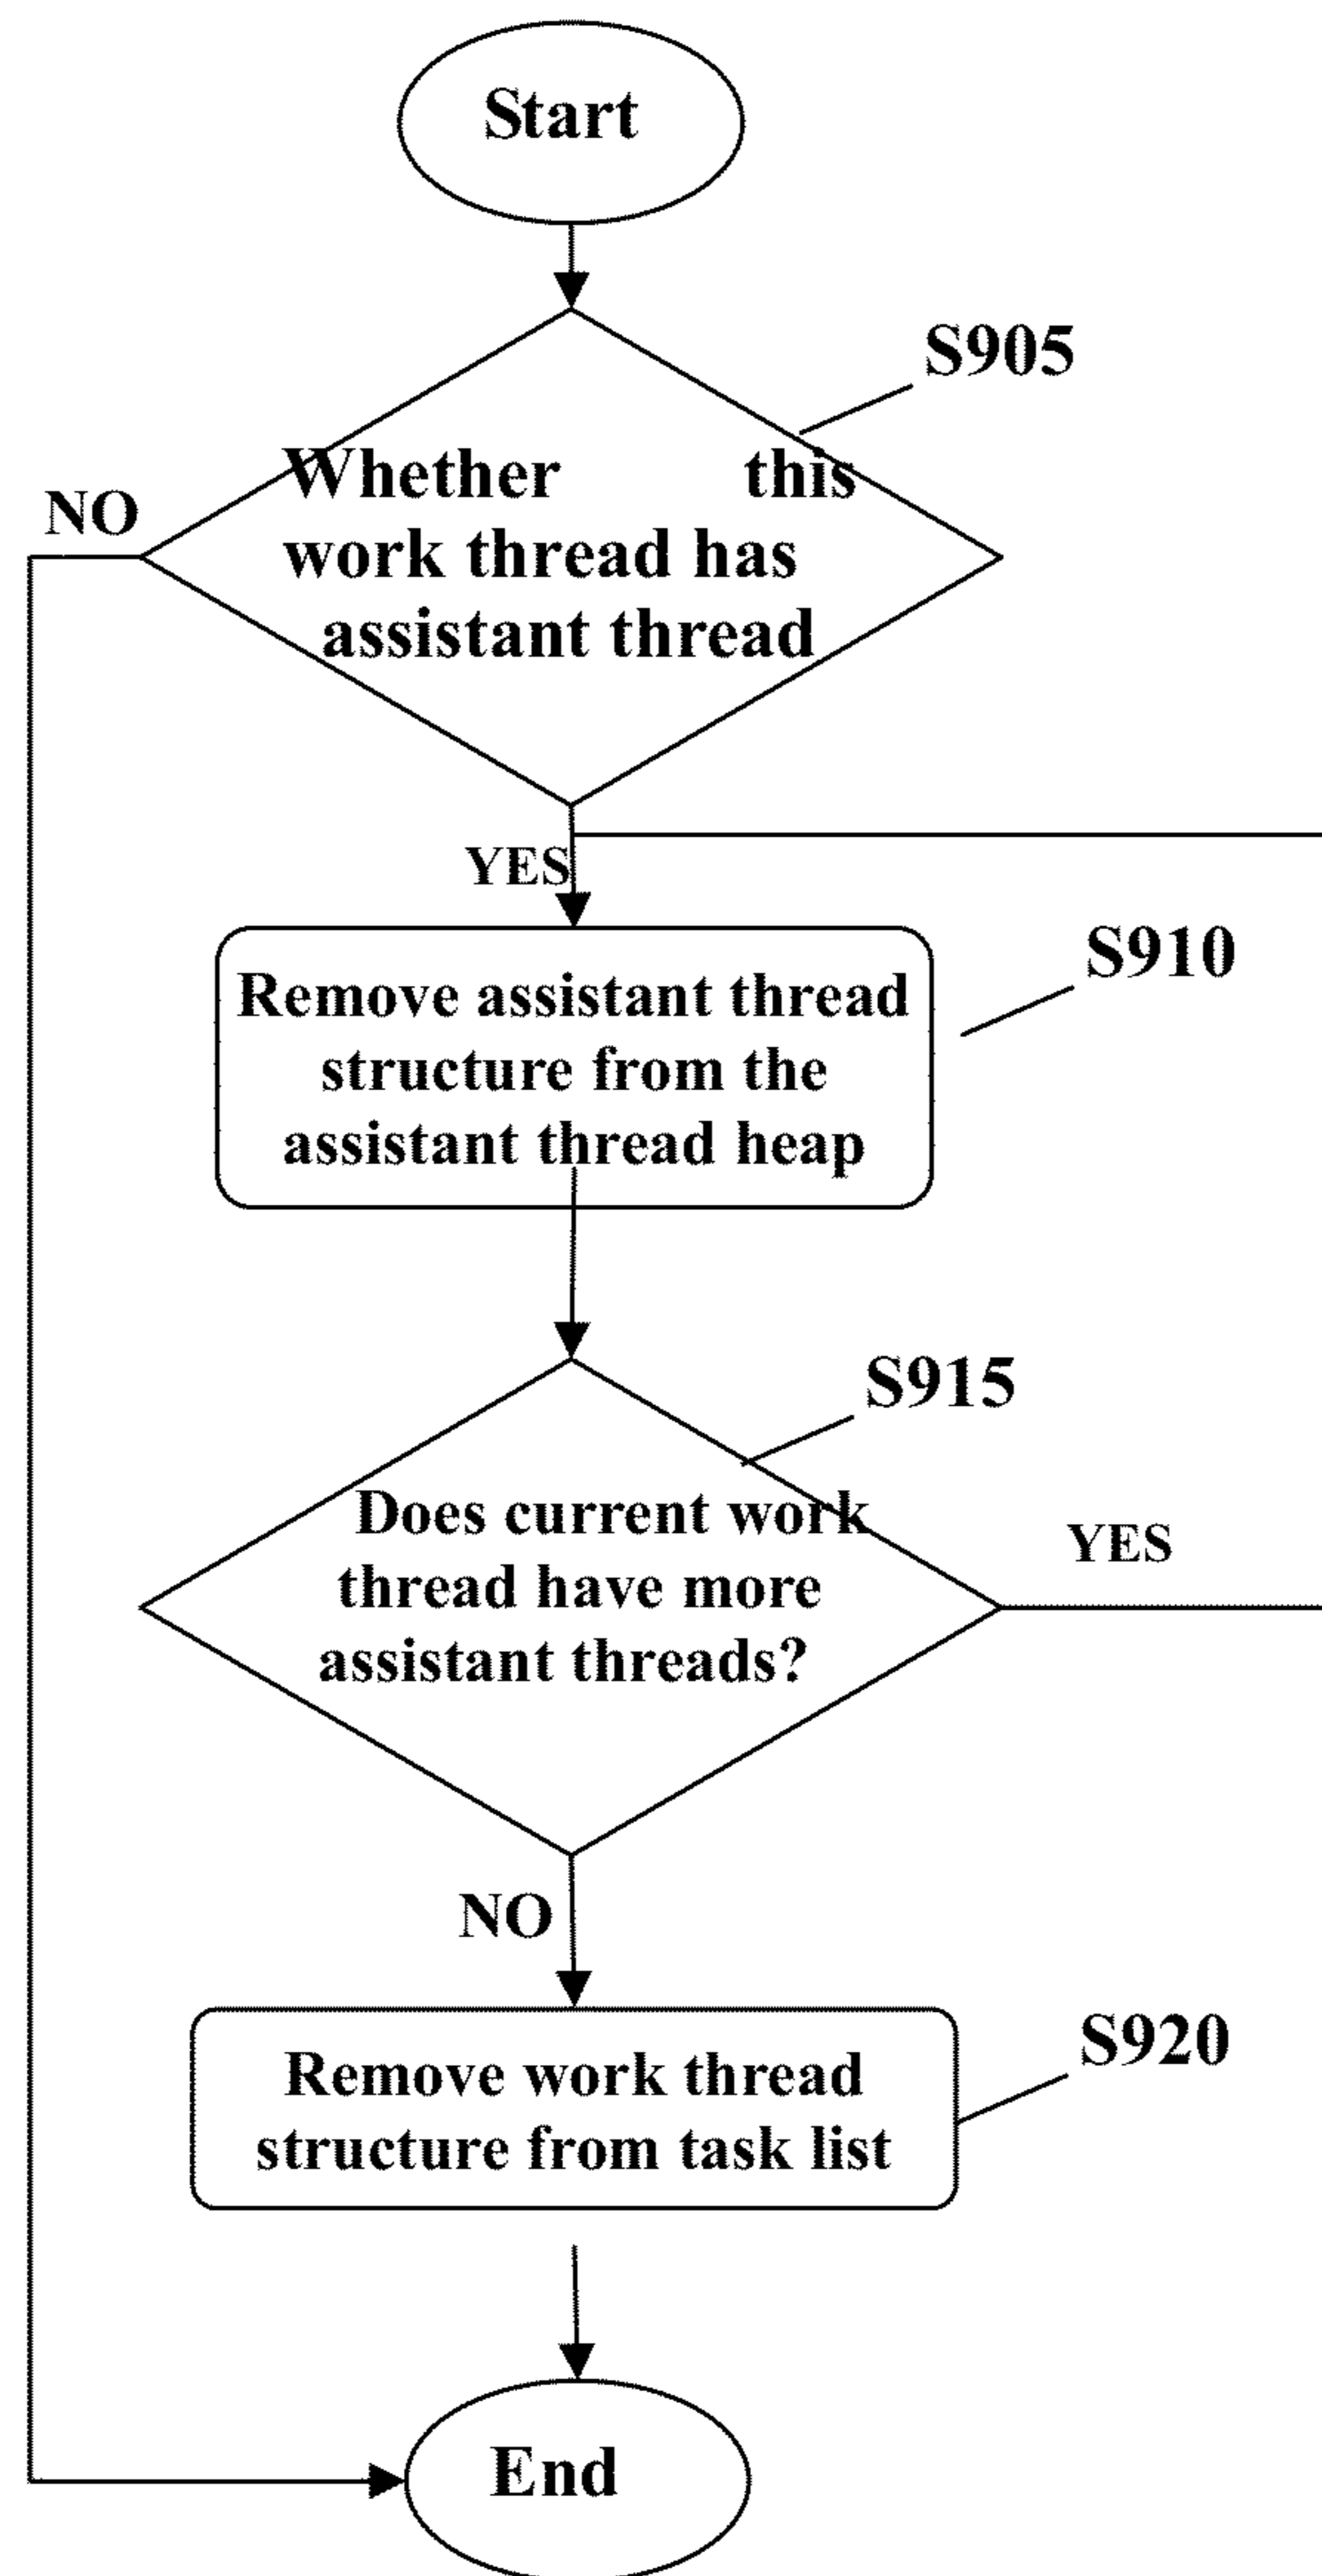 Start
S905
Whether this
work thread has
assistant thread
NO
YES
S910
Remove assistant thread
structure from the
assistant thread heap
S915
Does current work
thread have more
assistant threads?
YES
NO
S920
Remove work thread
structure from task list
End